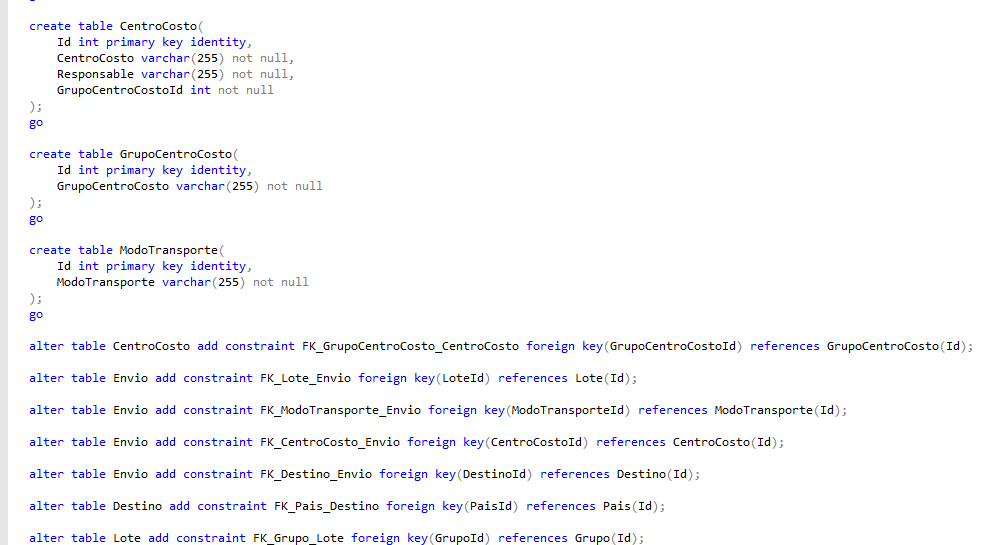 create table CentroCosto(
    Id int primary key identity,
    CentroCosto varchar(255) not null,
    Responsable varchar(255) not null,
    GrupoCentroCostoId int not null
);
go
create table GrupoCentroCosto(
    Id int primary key identity,
    GrupoCentroCosto varchar(255) not null
);
go
create table ModoTransporte(
    Id int primary key identity,
    ModoTransporte varchar(255) not null
);
go
alter table CentroCosto add constraint FK_GrupoCentroCosto_CentroCosto foreign key(GrupoCentroCostoId) references GrupoCentroCosto(Id);
alter table Envio add constraint FK_Lote_Envio foreign key(LoteId) references Lote(Id);
alter table Envio add constraint FK_ModoTransporte_Envio foreign key(ModoTransporteId) references ModoTransporte(Id);
alter table Envio add constraint FK_CentroCosto_Envio foreign key(CentroCostoId) references CentroCosto(Id);
alter table Envio add constraint FK_Destino_Envio foreign key(DestinoId) references Destino(Id);
alter table Destino add constraint FK_Pais_Destino foreign key(PaisId) references Pais(Id);
alter table Lote add constraint FK_Grupo_Lote foreign key(GrupoId) references Grupo(Id);